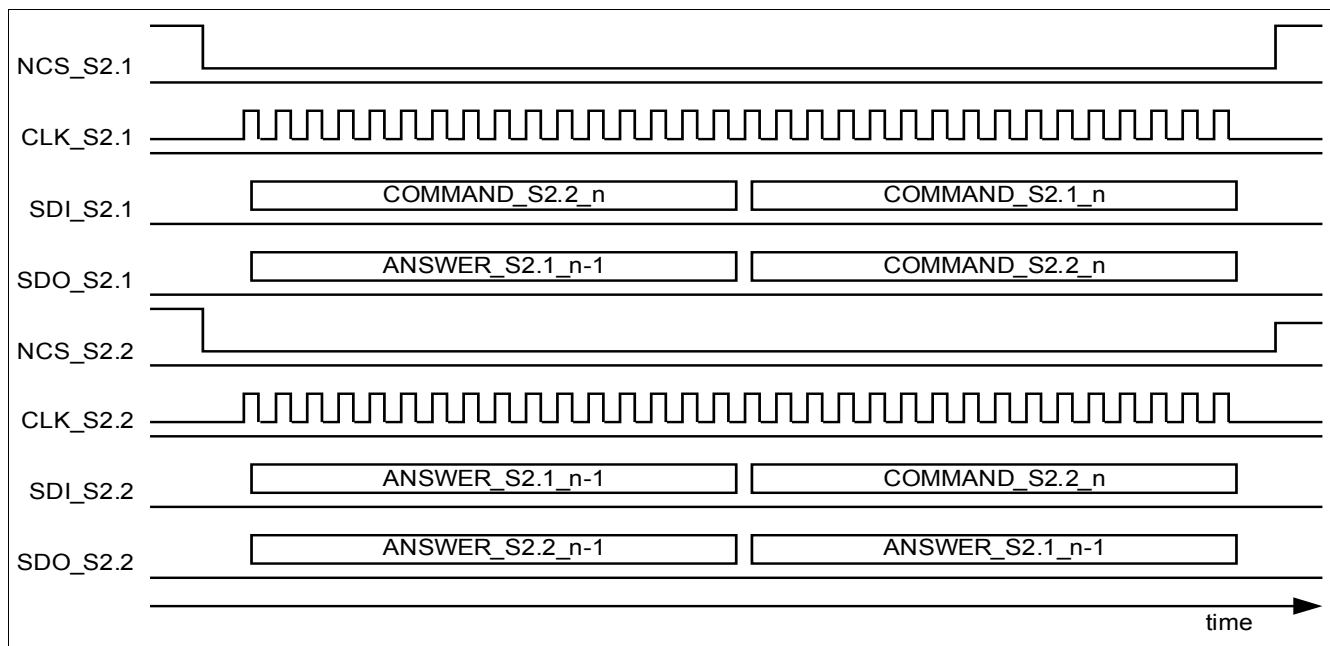 NCS_S2.1
CLK_S2.1
SDI_S2.1 COMMAND_S2.2_n COMMAND_S2.1_n
SDO_S2.1 ANSWER_S2.1_n-1 COMMAND_S2.2_n
NCS_S2.2
CLK_S2.2
SDI_S2.2 ANSWER_S2.1_n-1 COMMAND_S2.2_n
SDO_S2.2 ANSWER_S2.2_n-1 ANSWER_S2.1_n-1
time